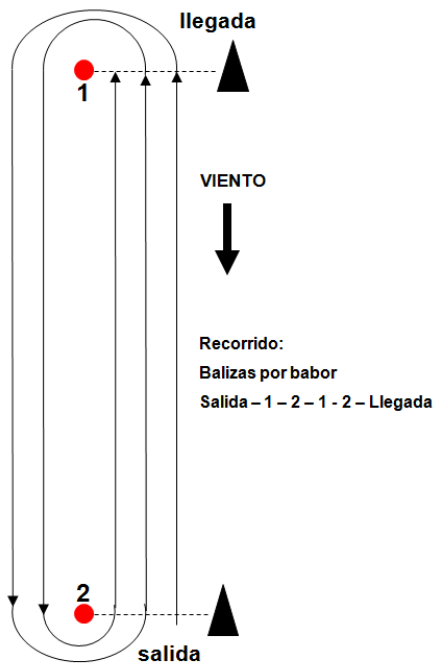 llegada
1
VIENTO
Recorrido:
Balizas por babor
Salida – 1 – 2 – 1 - 2 – Llegada
2
salida